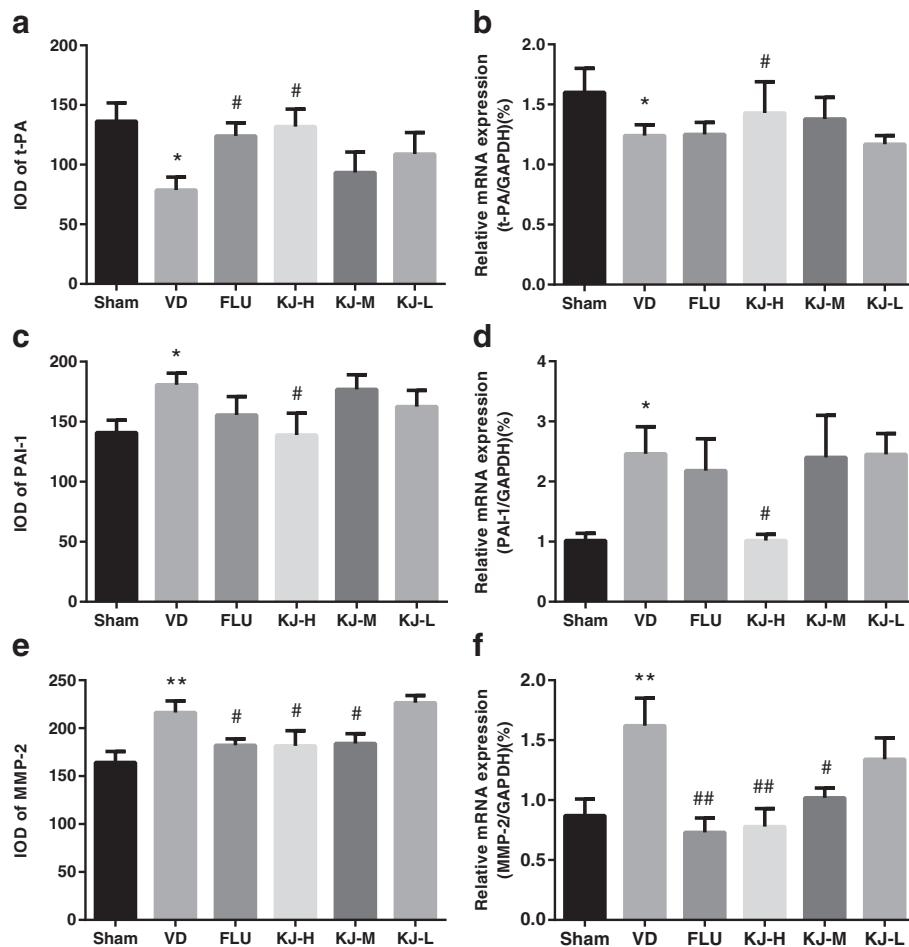 a
IOD of t-PA
200
150
100
50
0
*
#
#
Sham VD FLU KJ-H KJ-M KJ-L
b
Relative mRNA expression
(t-PA/GAPDH)(%)
2.0
1.5
1.0
0.5
0.0
*
#
Sham VD FLU KJ-H KJ-M KJ-L
c
IOD of PAI-1
200
150
100
50
0
*
#
Sham VD FLU KJ-H KJ-M KJ-L
d
Relative mRNA expression
(PAI-1/GAPDH)(%)
4
3
2
1
0
*
#
Sham VD FLU KJ-H KJ-M KJ-L
e
IOD of MMP-2
250
200
150
100
50
0
**
#
#
#
Sham VD FLU KJ-H KJ-M KJ-L
f
Relative mRNA expression
(MMP-2/GAPDH)(%)
2.0
1.5
1.0
0.5
0.0
**
##
##
#
Sham VD FLU KJ-H KJ-M KJ-L